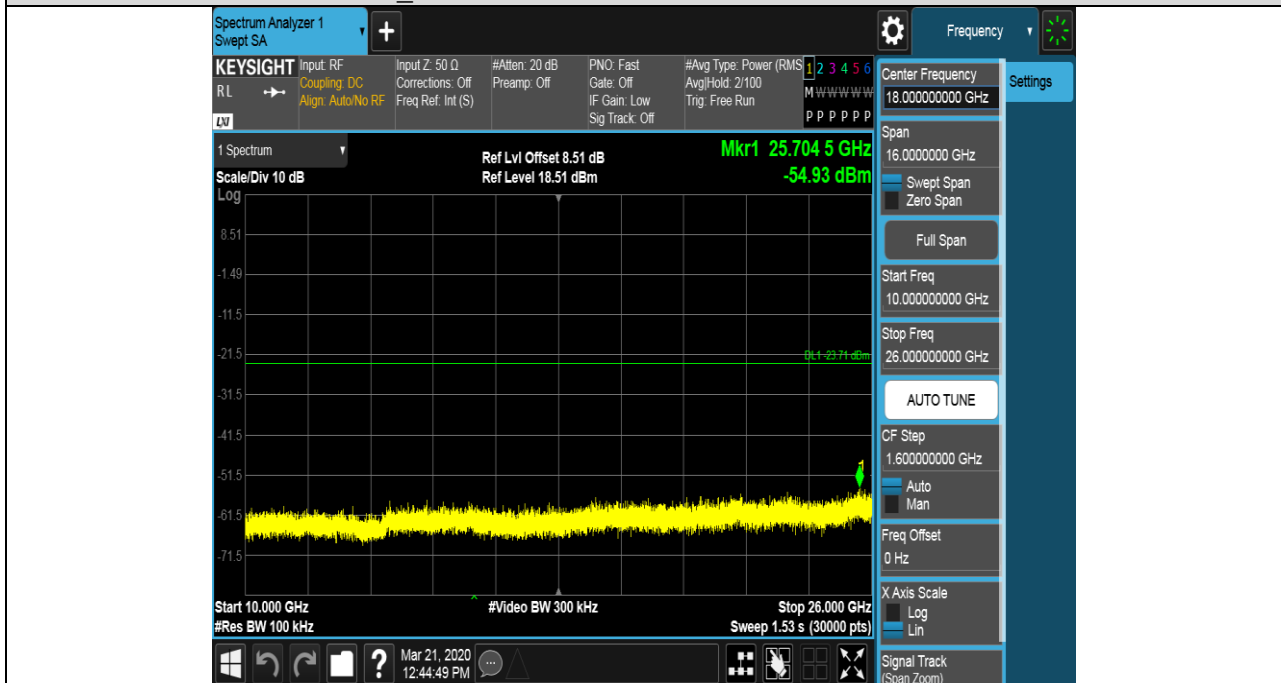 Spectrum Analyzer 1
Swept SA
Frequency
KEYSIGHT
RL
LXI
Input: RF
Coupling: DC
Align: Auto/No RF
Input Z: 50 Ω
Corrections: Off
Freq Ref: Int (S)
#Atten: 20 dB
Preamp: Off
PNO: Fast
Gate: Off
IF Gain: Low
Sig Track: Off
#Avg Type: Power (RMS
Avg|Hold: 2/100
Trig: Free Run
1 2 3 4 5 6
M W W W W W
P P P P P P
1 Spectrum
Scale/Div 10 dB
Ref Lvl Offset 8.51 dB
Ref Level 18.51 dBm
Mkr1 25.704 5 GHz
-54.93 dBm
Log
8.51
-1.49
-11.5
-21.5
DL1 -23.71 dBm
-31.5
-41.5
-51.5
1
-61.5
-71.5
Start 10.000 GHz
#Video BW 300 kHz
Stop 26.000 GHz
#Res BW 100 kHz
Sweep 1.53 s (30000 pts)
Mar 21, 2020
12:44:49 PM
Center Frequency
18.000000000 GHz
Settings
Span
16.0000000 GHz
Swept Span
Zero Span
Full Span
Start Freq
10.000000000 GHz
Stop Freq
26.000000000 GHz
AUTO TUNE
CF Step
1.600000000 GHz
Auto
Man
Freq Offset
0 Hz
X Axis Scale
Log
Lin
Signal Track
(Span Zoom)